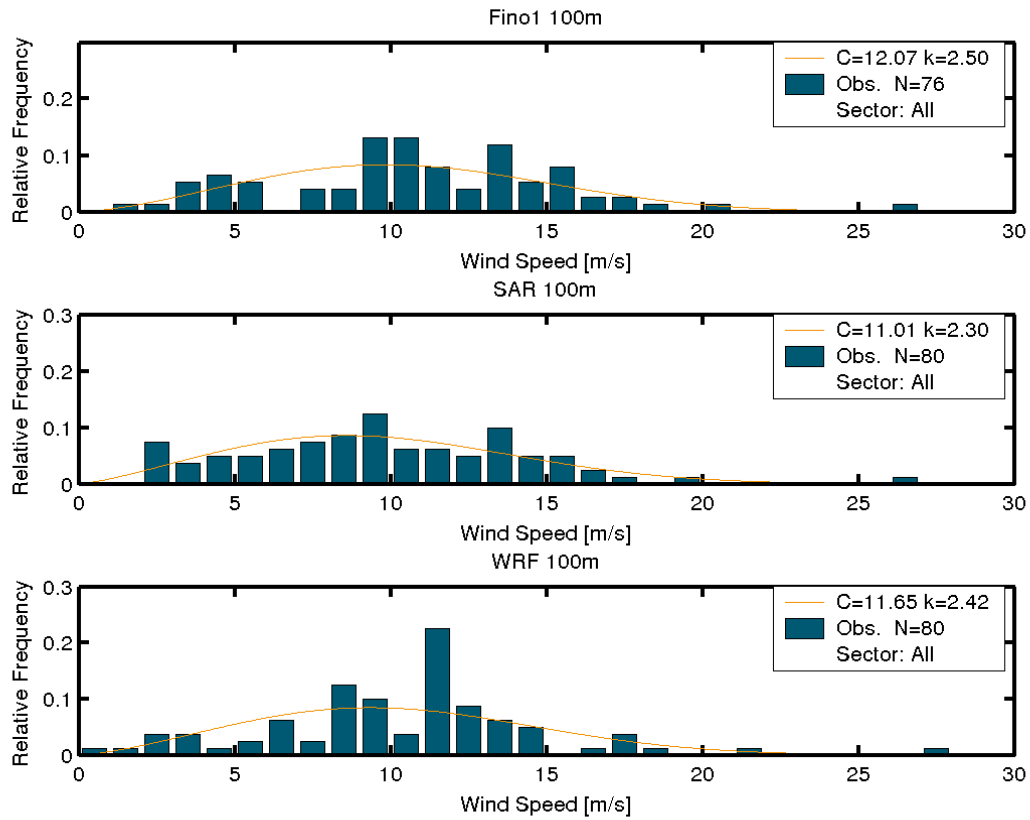 Fino1 100m
Relative Frequency
0.2
0.1
0
C=12.07 k=2.50
Obs. N=76
Sector: All
0 5 10 15 20 25 30
Wind Speed [m/s]
SAR 100m
Relative Frequency
0.3
0.2
0.1
0
C=11.01 k=2.30
Obs. N=80
Sector: All
0 5 10 15 20 25 30
Wind Speed [m/s]
WRF 100m
Relative Frequency
0.3
0.2
0.1
0
C=11.65 k=2.42
Obs. N=80
Sector: All
0 5 10 15 20 25 30
Wind Speed [m/s]